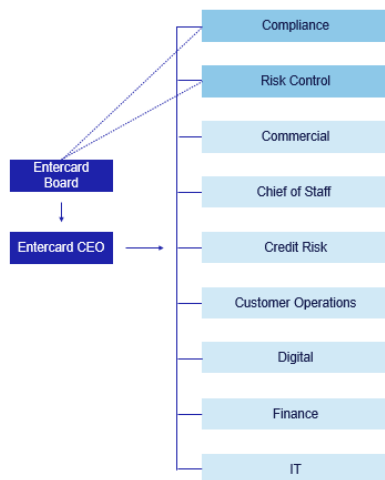 Compliance
Risk Control
Commercial
Entercard
Board
Chief of Staff
Entercard CEO
Credit Risk
Customer Operations
Digital
Finance
IT